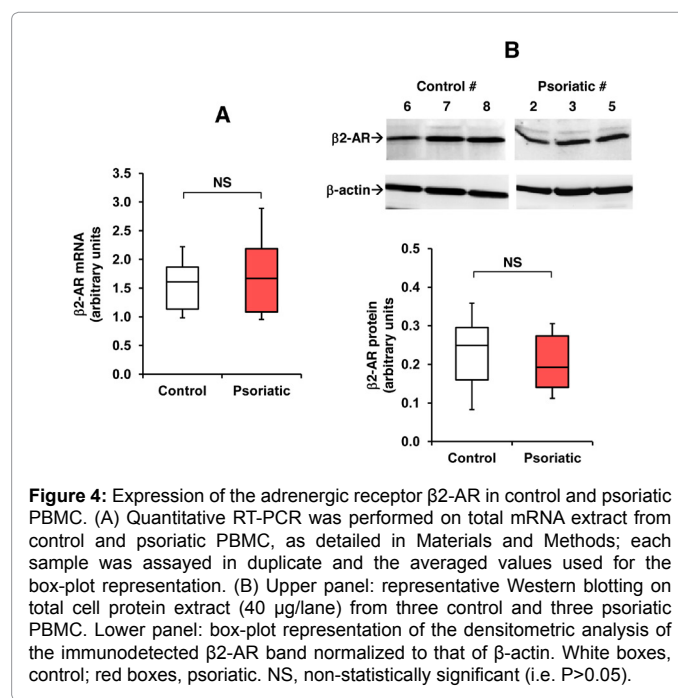 B
Control #
Psoriatic #
6 7 8
2 3 5
β2-AR→
β-actin→
A
3.5
3.0
2.5
2.0
1.5
1.0
0.5
0.0
β2-AR mRNA
(arbitrary units)
NS
Control
Psoriatic
0.5
0.4
0.3
0.2
0.1
0.0
β2-AR protein
(arbitrary units
NS
Control
Psoriatic
Figure 4: Expression of the adrenergic receptor β2-AR in control and psoriatic
PBMC. (A) Quantitative RT-PCR was performed on total mRNA extract from
control and psoriatic PBMC, as detailed in Materials and Methods; each
sample was assayed in duplicate and the averaged values used for the
box-plot representation. (B) Upper panel: representative Western blotting on
total cell protein extract (40 μg/lane) from three control and three psoriatic
PBMC. Lower panel: box-plot representation of the densitometric analysis of
the immunodetected β2-AR band normalized to that of β-actin. White boxes,
control; red boxes, psoriatic. NS, non-statistically significant (i.e. P>0.05).